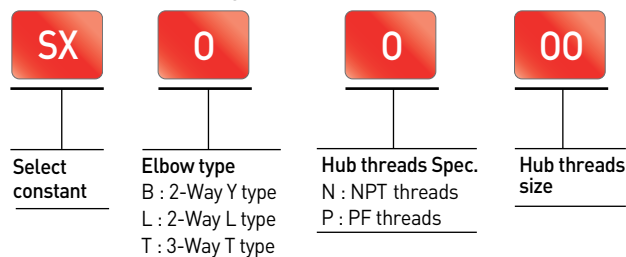 SX 0 0 00
Select
constant
Elbow type
B : 2-Way Y type
L : 2-Way L type
T : 3-Way T type
Hub threads Spec.
N : NPT threads
P : PF threads
Hub threads
size